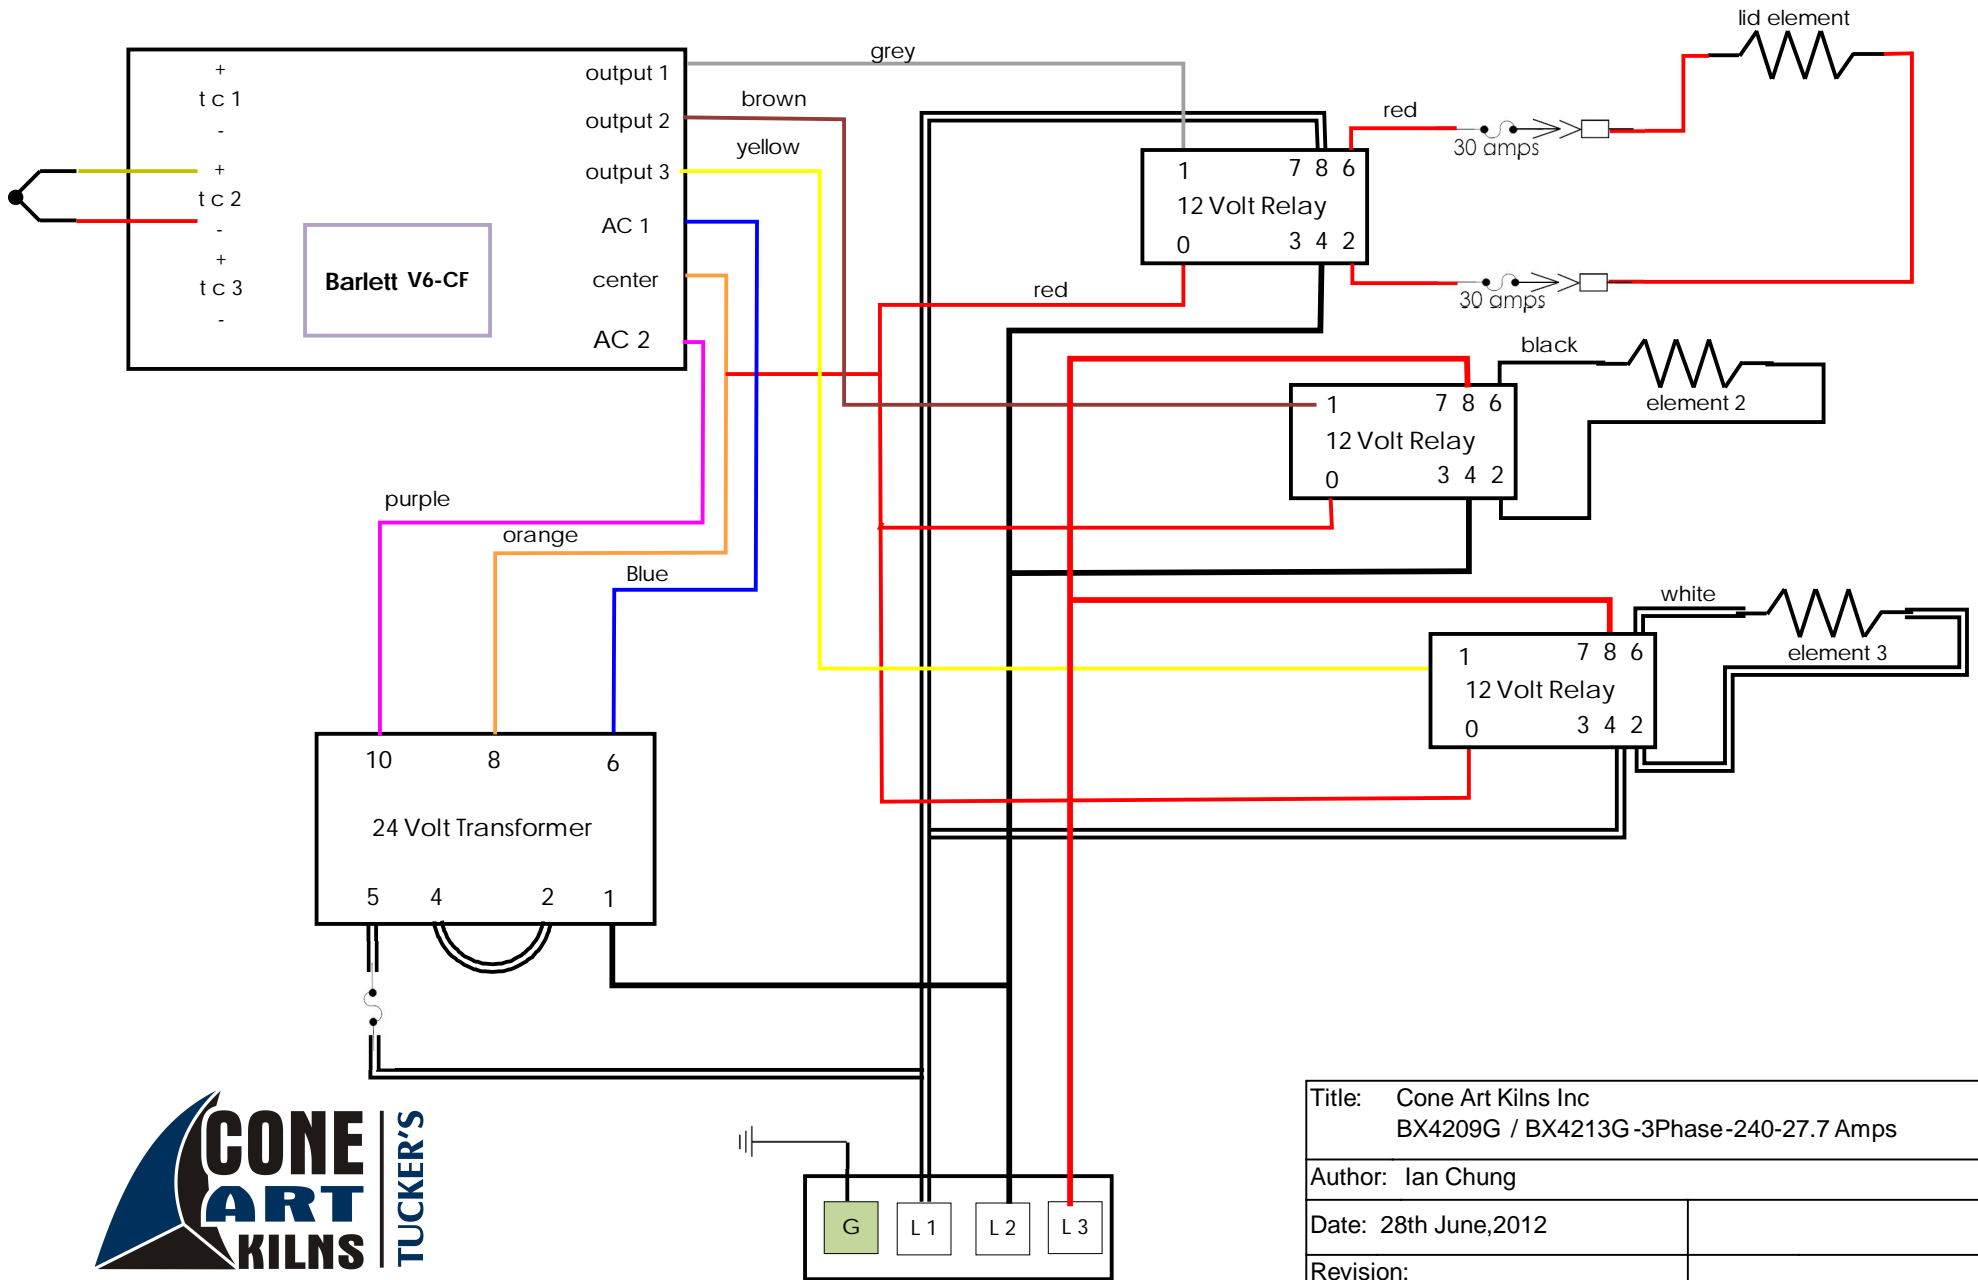 lid element
+
t c 1
-
+
t c 2
-
+
t c 3
-
Barlett V6-CF
output 1
output 2
output 3
AC 1
center
AC 2
grey
brown
yellow
red
purple
orange
Blue
1 7 8 6
12 Volt Relay
0 3 4 2
red
30 amps
30 amps
1 7 8 6
12 Volt Relay
0 3 4 2
black
element 2
1 7 8 6
12 Volt Relay
0 3 4 2
white
element 3
10 8 6
24 Volt Transformer
5 4 2 1
G L 1 L 2 L 3
CONE
ART
KILNS
TUCKER'S
Title: Cone Art Kilns Inc
BX4209G / BX4213G-3Phase-240-27.7 Amps
Author: Ian Chung
Date: 28th June,2012
Revision: